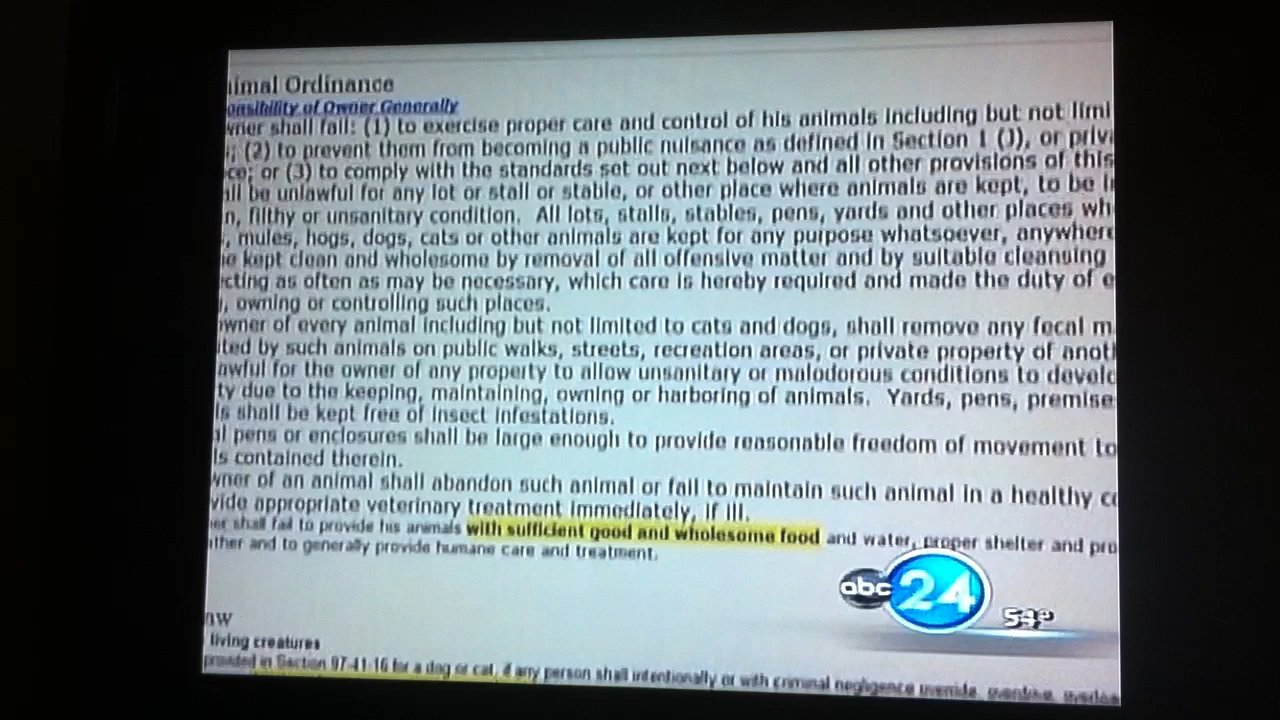 imal Ordinance
onsibility of Owner Generally
wner shall fail: (1) to exercise proper care and control of his animals including but not limi
; (2) to prevent them from becoming a public nuisance as defined in Section 1 (J), or priv
ce; or (3) to comply with the standards set out next below and all other provisions of this
ll be unlawful for any lot or stall or stable, or other place where animals are kept, to be i
n, filthy or unsanitary condition. All lots, stalls, stables, pens, yards and other places wh
, mules, hogs, dogs, cats or other animals are kept for any purpose whatsoever, anywhere
e kept clean and wholesome by removal of all offensive matter and by suitable cleansing
cting as often as may be necessary, which care is hereby required and made the duty of e
, owning or controlling such places.
wner of every animal including but not limited to cats and dogs, shall remove any fecal m
ited by such animals on public walks, streets, recreation areas, or private property of anot
awful for the owner of any property to allow unsanitary or malodorous conditions to develo
ty due to the keeping, maintaining, owning or harboring of animals. Yards, pens, premise
ls shall be kept free of insect infestations.
al pens or enclosures shall be large enough to provide reasonable freedom of movement to
ls contained therein.
wner of an animal shall abandon such animal or fail to maintain such animal in a healthy co
vide appropriate veterinary treatment immediately, if ill.
er shall fail to provide his animals with sufficient good and wholesome food and water, proper shelter and pro
ther and to generally provide humane care and treatment.
abc 24
54°
aw
living creatures
provided in Section 97-41-16 for a dog or cat, if any person shall intentionally or with criminal negligence override, overdrive, overload